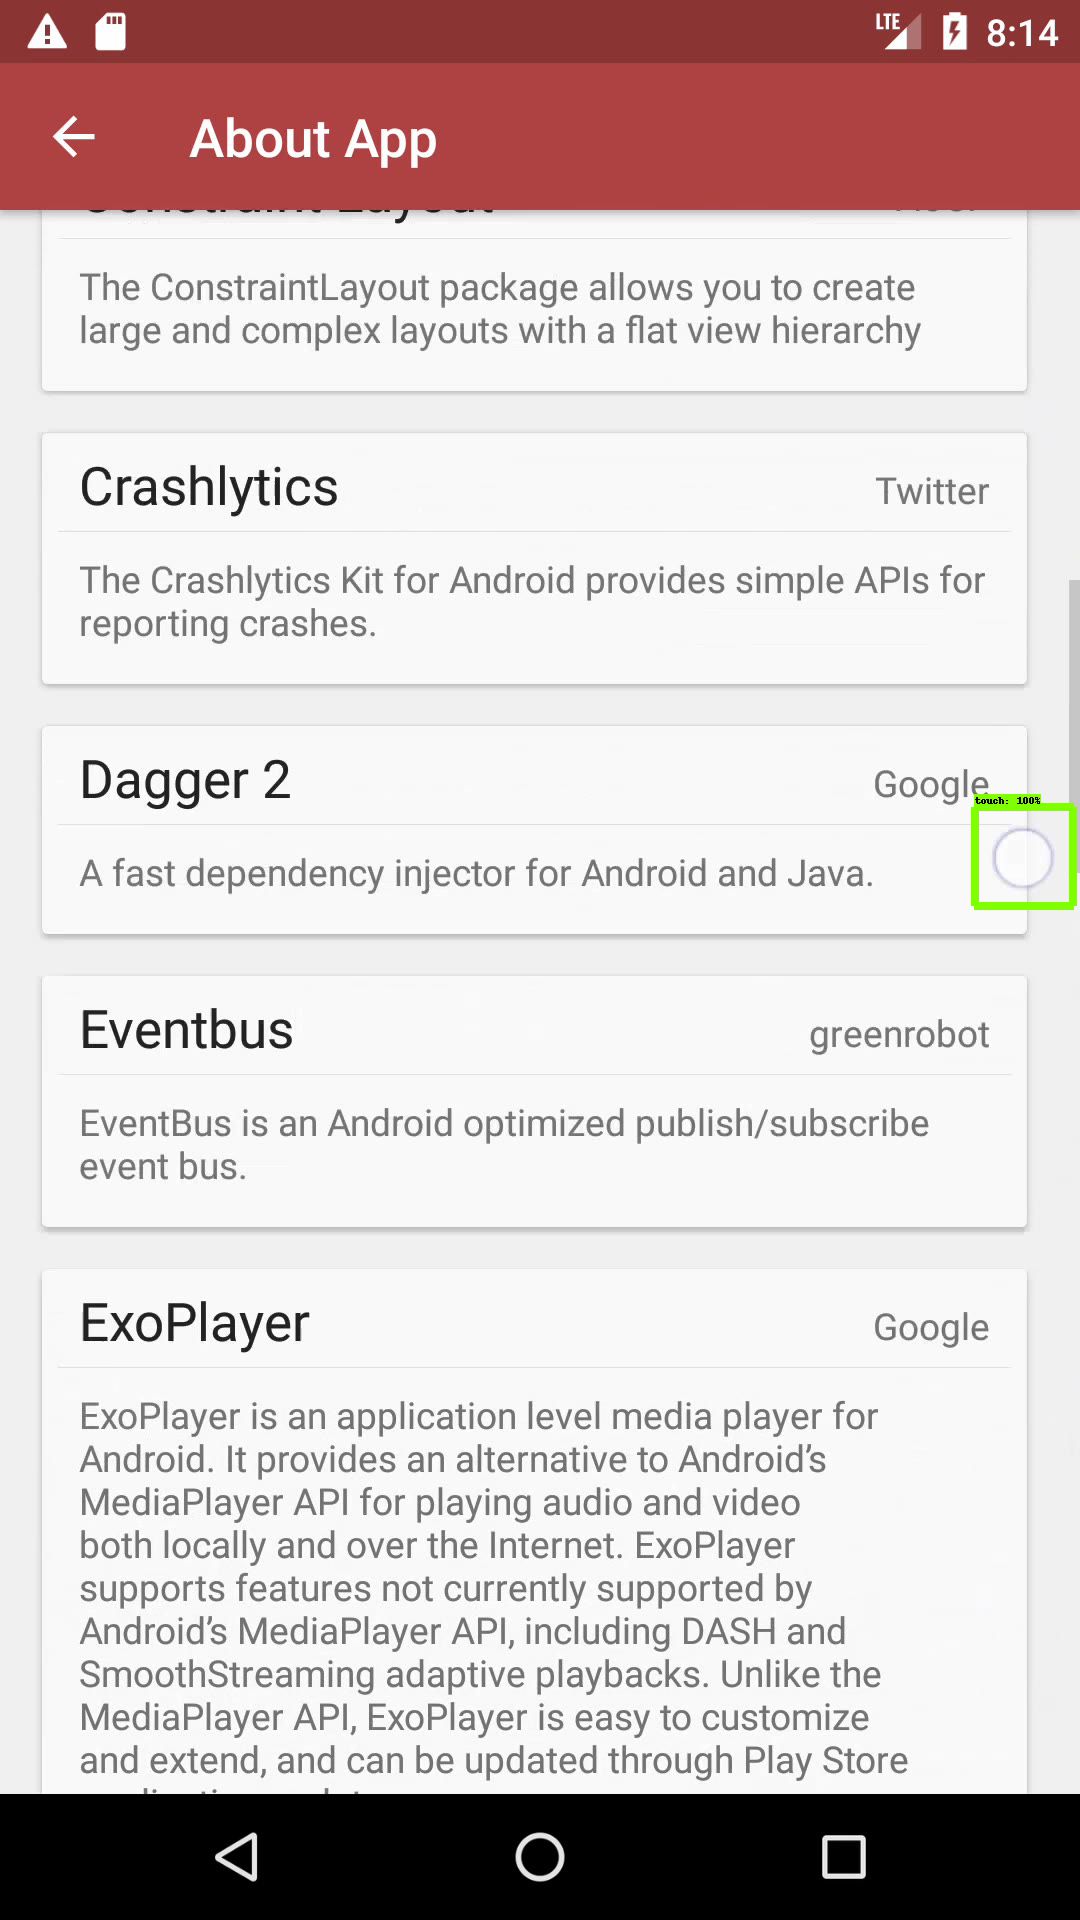 LTE 8:14
About App
Constraint Layout
The ConstraintLayout package allows you to create
large and complex layouts with a flat view hierarchy
Crashlytics Twitter
The Crashlytics Kit for Android provides simple APIs for
reporting crashes.
Dagger 2 Google
touch: 100%
A fast dependency injector for Android and Java.
Eventbus greenrobot
EventBus is an Android optimized publish/subscribe
event bus.
ExoPlayer Google
ExoPlayer is an application level media player for
Android. It provides an alternative to Android’s
MediaPlayer API for playing audio and video
both locally and over the Internet. ExoPlayer
supports features not currently supported by
Android’s MediaPlayer API, including DASH and
SmoothStreaming adaptive playbacks. Unlike the
MediaPlayer API, ExoPlayer is easy to customize
and extend, and can be updated through Play Store